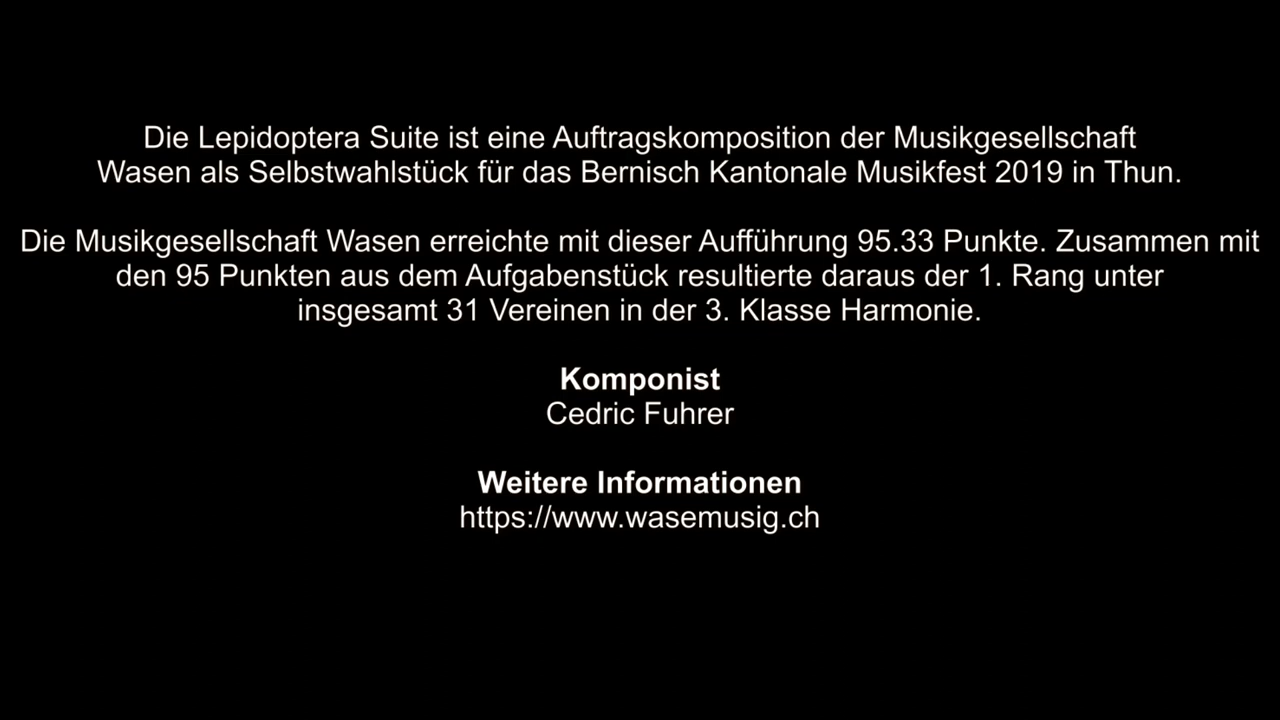 Die Lepidoptera Suite ist eine Auftragskomposition der Musikgesellschaft
Wasen als Selbstwahlstück für das Bernisch Kantonale Musikfest 2019 in Thun.
Die Musikgesellschaft Wasen erreichte mit dieser Aufführung 95.33 Punkte. Zusammen mit
den 95 Punkten aus dem Aufgabenstück resultierte daraus der 1. Rang unter
insgesamt 31 Vereinen in der 3. Klasse Harmonie.
Komponist
Cedric Fuhrer
Weitere Informationen
https://www.wasemusig.ch